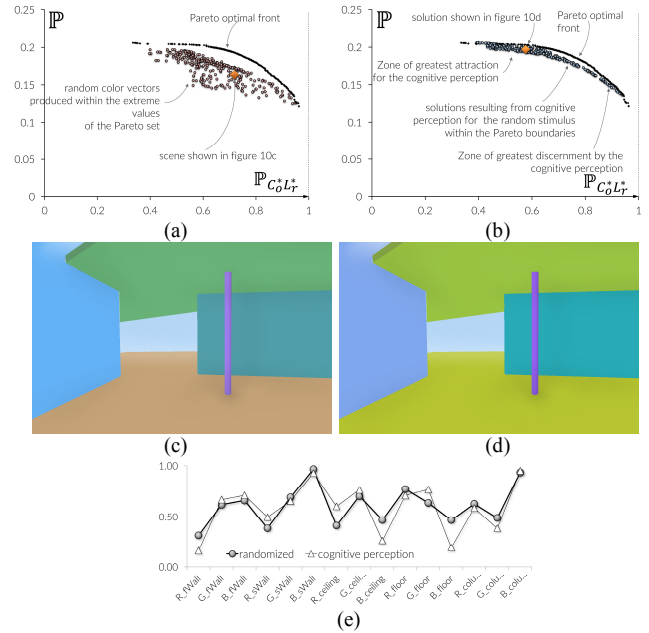 ℙ
0.25
0.2
0.15
0.1
0.05
0
0
0.2
0.4
0.6
0.8
1
Pareto optimal front
random color vectors
produced within the extreme
values
of the Pareto set
scene shown in figure 10c
ℙ C*o L*r
(a)
ℙ
0.25
0.2
0.15
0.1
0.05
0
0
0.2
0.4
0.6
0.8
1
solution shown in figure 10d
Pareto optimal
front
Zone of greatest attraction
for the cognitive perception
solutions resulting from cognitive
perception for the random stimulus
within the Pareto boundaries
Zone of greatest discernment by the
cognitive perception
ℙ C*o L*r
(b)
(c)
(d)
1.00
0.50
0.00
randomized
cognitive perception
R_fWall
G_fWall
B_fWall
R_sWall
G_sWall
B_sWall
R_ceiling
G_ceili...
B_ceiling
R_floor
G_floor
B_floor
R_colu...
G_colu...
B_colu...
(e)